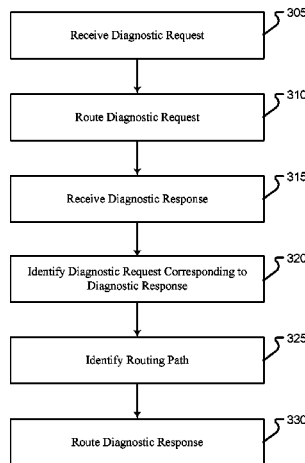 305
Receive Diagnostic Request
310
Route Diagnostic Request
315
Receive Diagnostic Response
320
Identify Diagnostic Request Corresponding to
Diagnostic Response
325
Identify Routing Path
330
Route Diagnostic Response